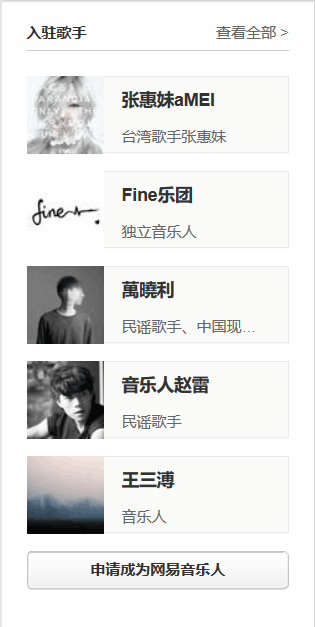 入驻歌手 查看全部 >
张惠妹aMEI
台湾歌手张惠妹
Fine乐团
独立音乐人
萬曉利
民谣歌手、中国现...
音乐人赵雷
民谣歌手
王三溥
音乐人
申请成为网易音乐人